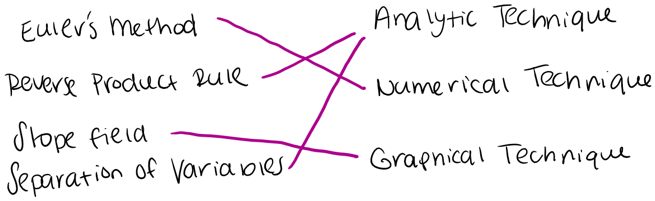 Euler's Method
Analytic Technique
Reverse Product Rule
Numerical Technique
Slope field
Graphical Technique
Separation of Variables